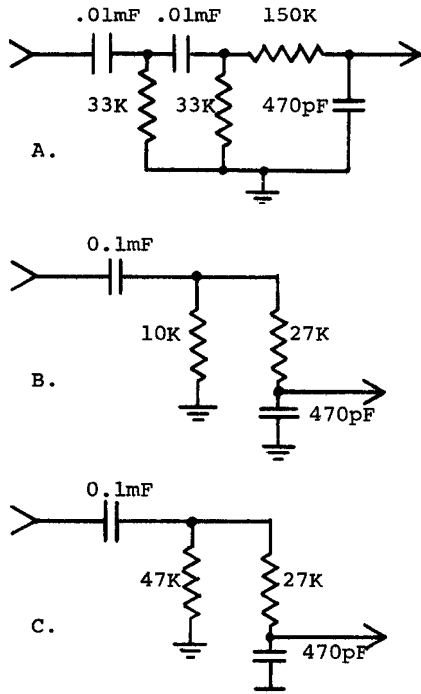 .01mF .01mF 150K
33K 33K 470pF
A.
0.1mF
10K 27K
B.
470pF
0.1mF
47K 27K
C.
470pF